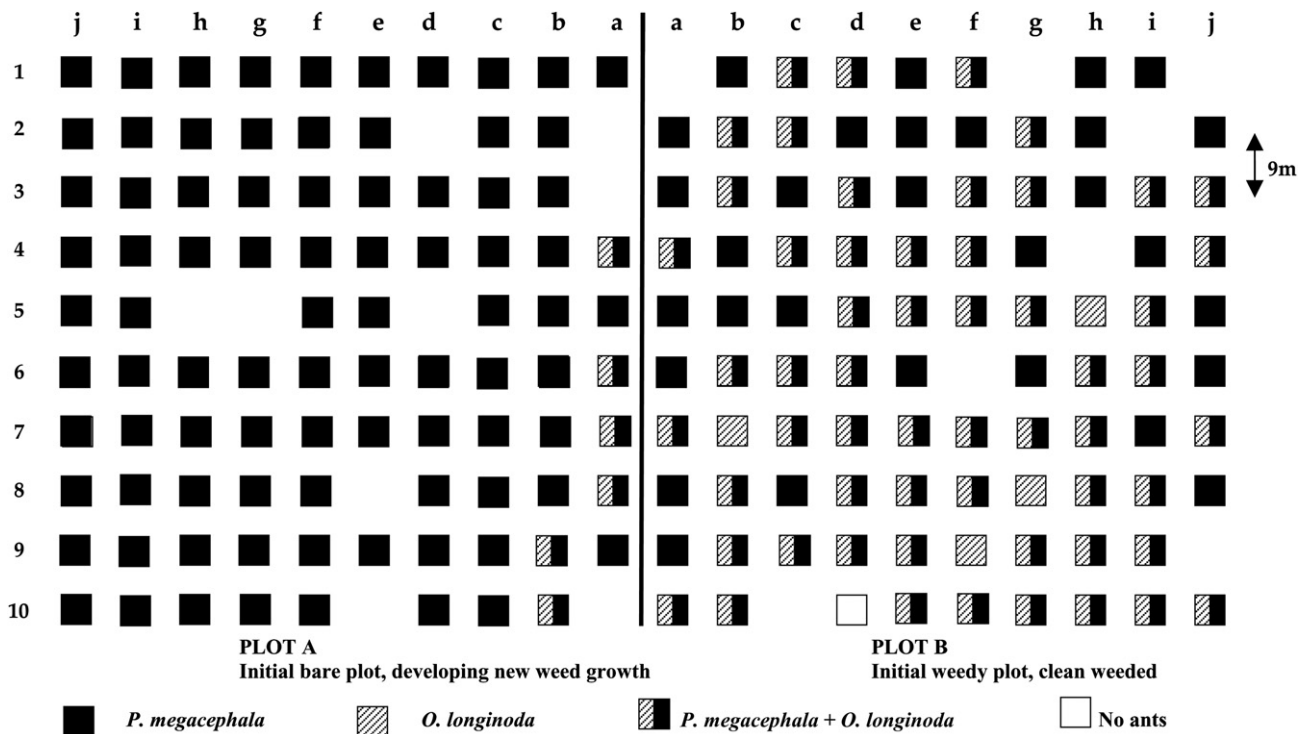 j i h g f e d c b a a b c d e f g h i j
1
2
9m
3
4
5
6
7
8
9
10
PLOT A PLOT B
Initial bare plot, developing new weed growth Initial weedy plot, clean weeded
P. megacephala O. longinoda P. megacephala + O. longinoda No ants